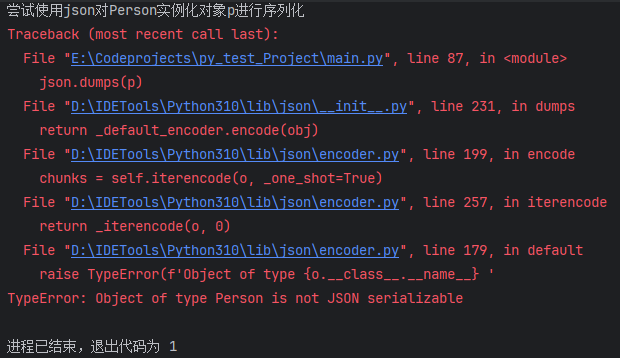 尝试使用json对Person实例化对象p进行序列化
Traceback (most recent call last):
  File "E:\Codeprojects\py_test_Project\main.py", line 87, in <module>
    json.dumps(p)
  File "D:\IDETools\Python310\lib\json\__init__.py", line 231, in dumps
    return _default_encoder.encode(obj)
  File "D:\IDETools\Python310\lib\json\encoder.py", line 199, in encode
    chunks = self.iterencode(o, _one_shot=True)
  File "D:\IDETools\Python310\lib\json\encoder.py", line 257, in iterencode
    return _iterencode(o, 0)
  File "D:\IDETools\Python310\lib\json\encoder.py", line 179, in default
    raise TypeError(f'Object of type {o.__class__.__name__} '
TypeError: Object of type Person is not JSON serializable
进程已结束，退出代码为 1